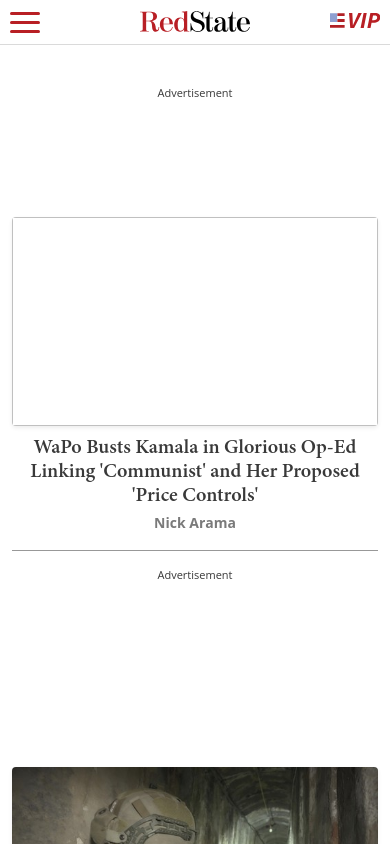 RedState
VIP
Advertisement
WaPo Busts Kamala in Glorious Op-Ed
Linking 'Communist' and Her Proposed
'Price Controls'
Nick Arama
Advertisement